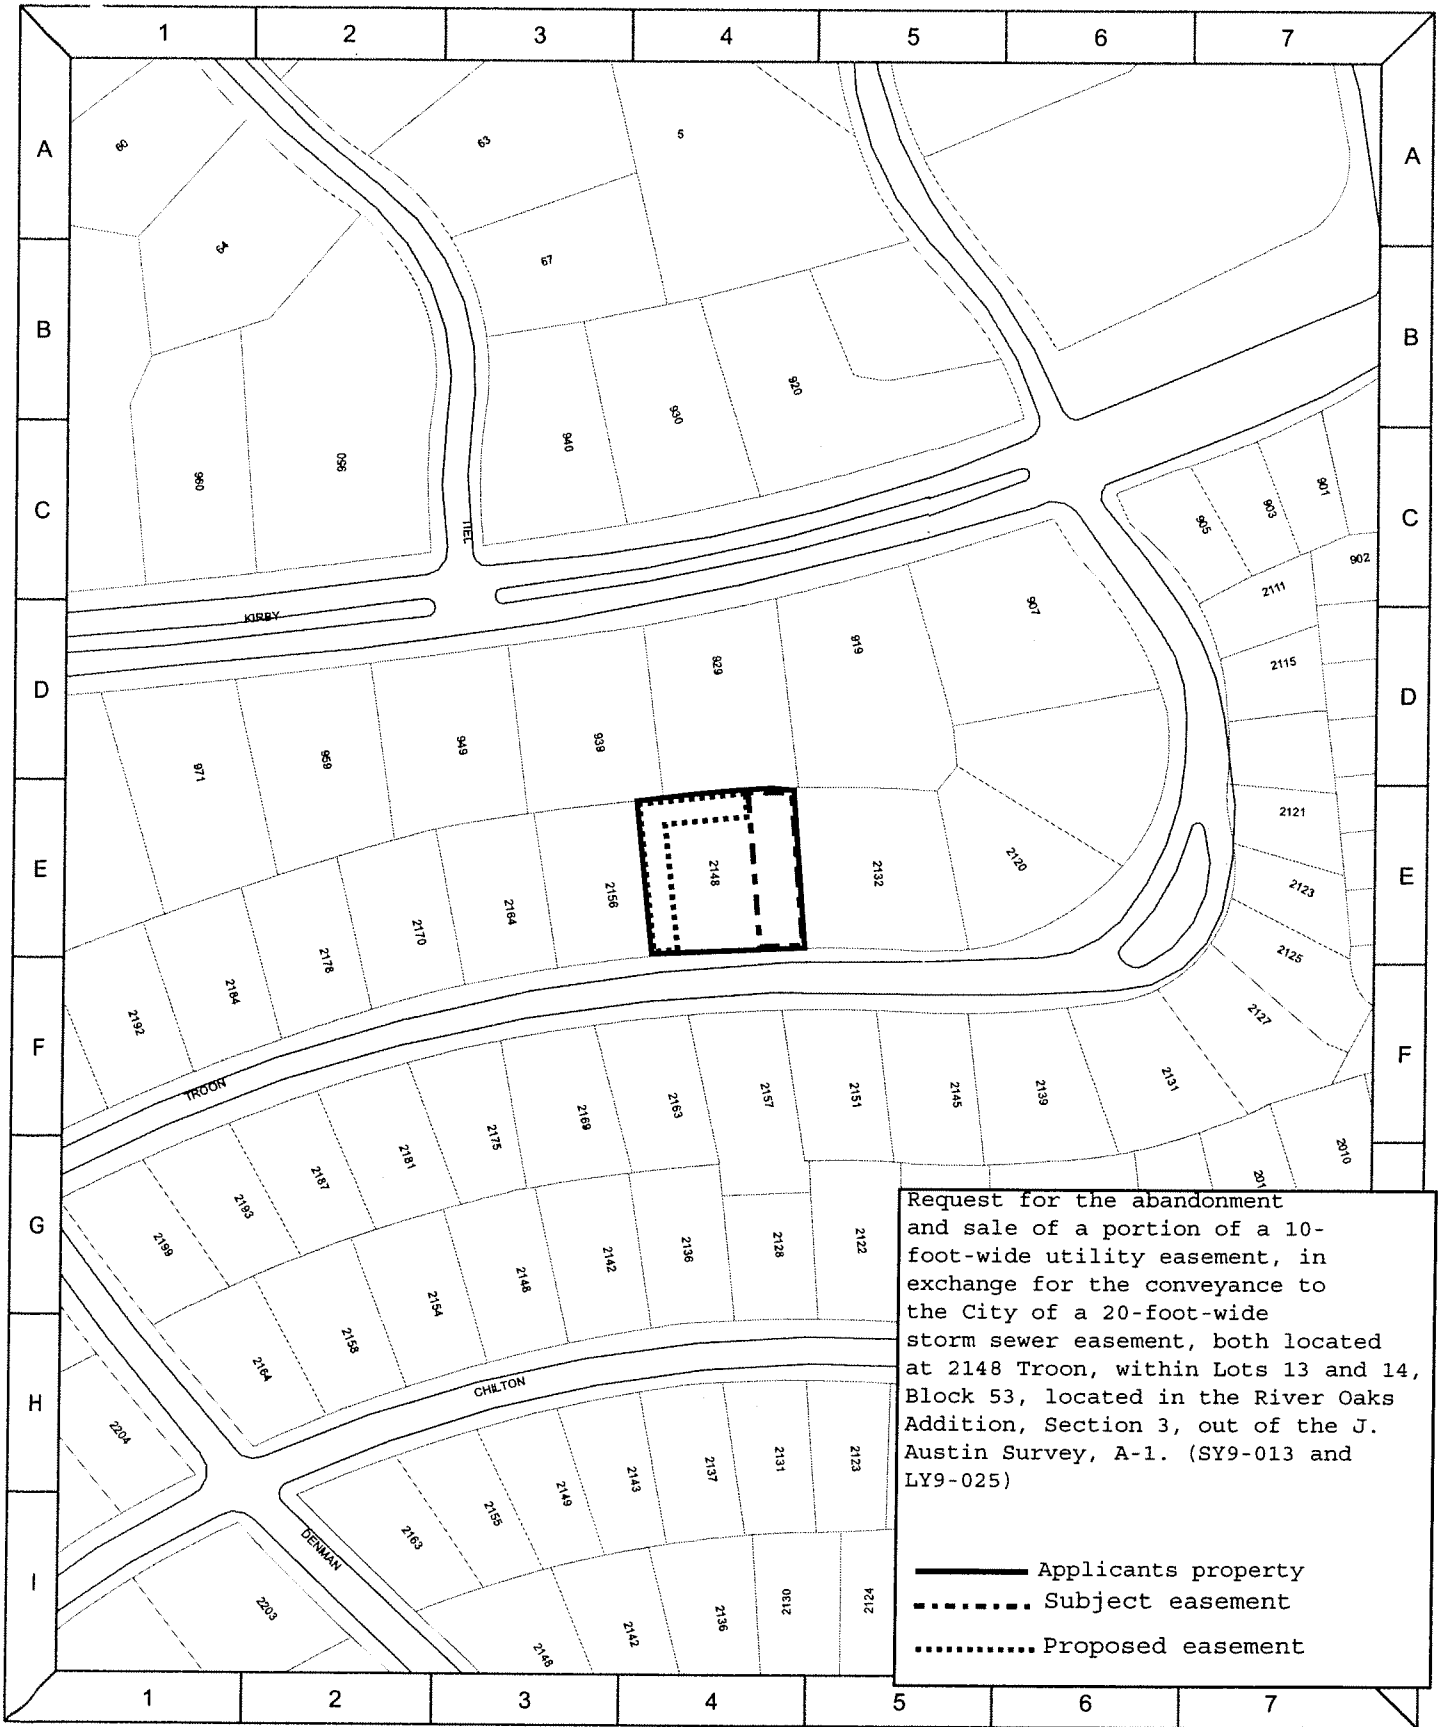 1 2 3 4 5 6 7
A A
60 63 5
64 67
B B
920
930
940
950
960
C C
901
903
905
902
KIRBY
2111
907
919
929
2115
D D
939
949
959
971
2121
E E
2148
2132
2120
2123
2156
2164
2170
2178
2184
2192
2125
2127
F F
TROON
2131
2139
2145
2151
2157
2163
2169
2175
2181
2187
2193
2199
2010
201
G
2122
2128
2136
2142
2148
2154
2158
2164
H
CHILTON
2204
2123
2131
2137
2143
2149
2155
2163
I
DENMAN
2203
2124
2130
2136
2142
2148
Request for the abandonment
and sale of a portion of a 10-
foot-wide utility easement, in
exchange for the conveyance to
the City of a 20-foot-wide
storm sewer easement, both located
at 2148 Troon, within Lots 13 and 14,
Block 53, located in the River Oaks
Addition, Section 3, out of the J.
Austin Survey, A-1. (SY9-013 and
LY9-025)
Applicants property
Subject easement
Proposed easement
1 2 3 4 5 6 7